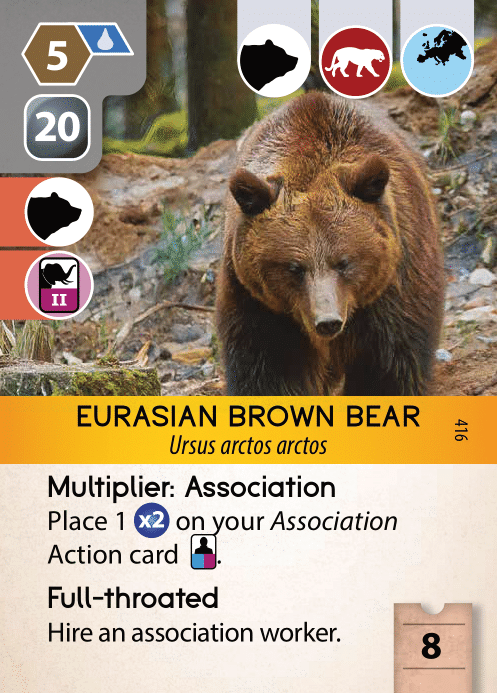 5
20
II
EURASIAN BROWN BEAR
Ursus arctos arctos
416
Multiplier: Association
Place 1 x2 on your Association
Action card .
Full-throated
Hire an association worker.
8